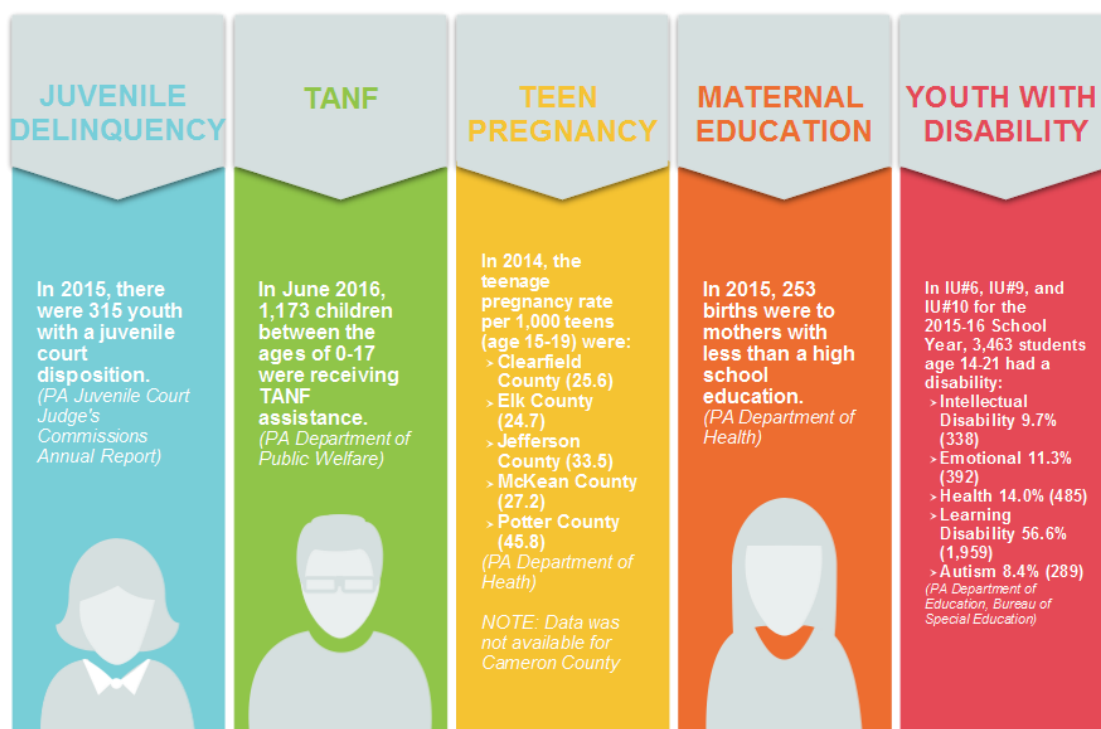 JUVENILE
DELINQUENCY
In 2015, there
were 315 youth
with a juvenile
court
disposition.
(PA Juvenile Court
Judge's
Commissions
Annual Report)
TANF
In June 2016,
1,173 children
between the
ages of 0-17
were receiving
TANF
assistance.
(PA Department of
Public Welfare)
TEEN
PREGNANCY
In 2014, the
teenage
pregnancy rate
per 1,000 teens
(age 15-19) were:
> Clearfield
County (25.6)
> Elk County
(24.7)
> Jefferson
County (33.5)
> McKean County
(27.2)
> Potter County
(45.8)
(PA Department of
Heath)
NOTE: Data was
not available for
Cameron County
MATERNAL
EDUCATION
In 2015, 253
births were to
mothers with
less than a high
school
education.
(PA Department of
Health)
YOUTH WITH
DISABILITY
In IU#6, IU#9, and
IU#10 for the
2015-16 School
Year, 3,463 students
age 14-21 had a
disability:
> Intellectual
Disability 9.7%
(338)
> Emotional 11.3%
(392)
> Health 14.0% (485)
> Learning
Disability 56.6%
(1,959)
> Autism 8.4% (289)
(PA Department of
Education, Bureau of
Special Education)